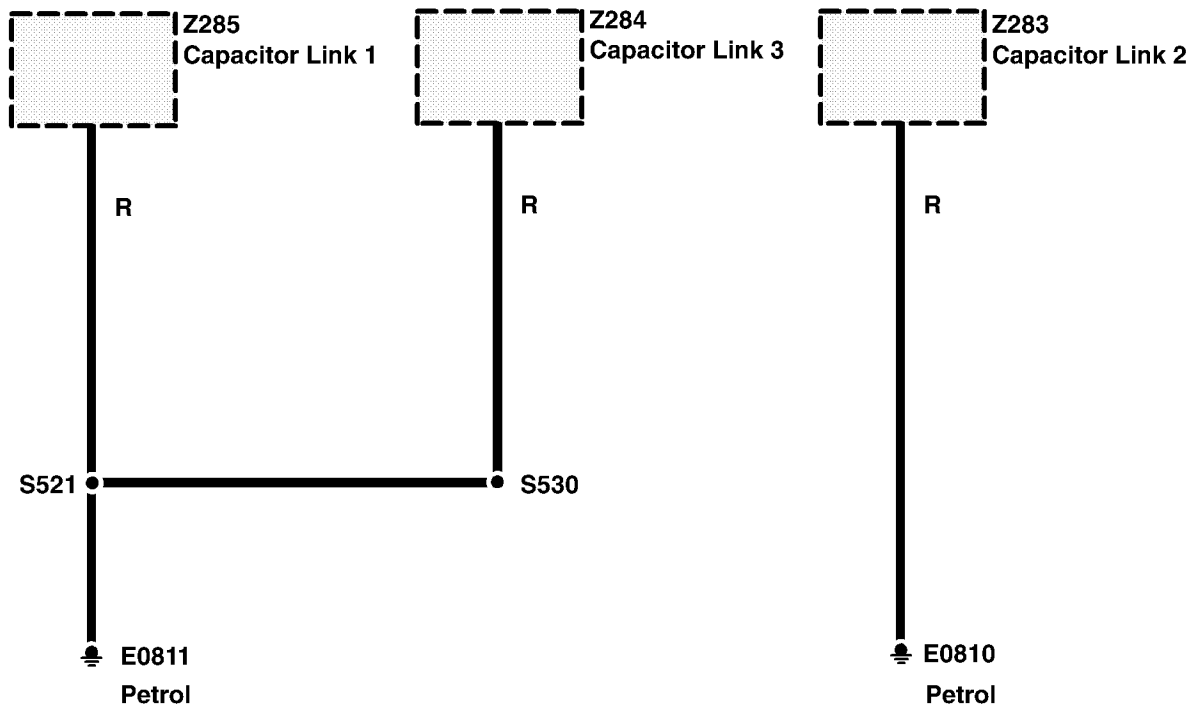 Z285
Capacitor Link 1
Z284
Capacitor Link 3
Z283
Capacitor Link 2
R
R
R
S521
S530
E0811
Petrol
E0810
Petrol